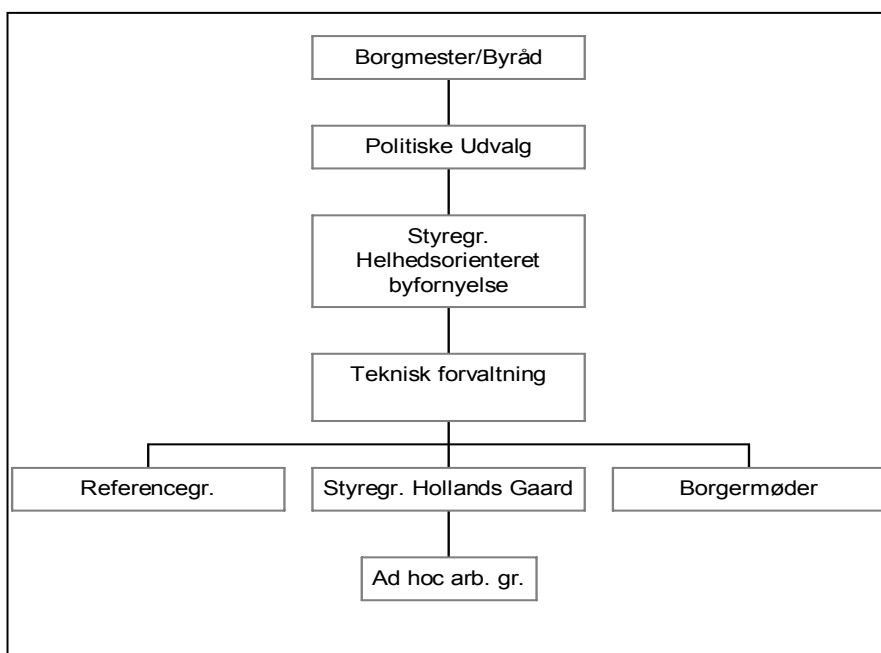 Borgmester/Byråd
Politiske Udvalg
Styregr.
Helhedsorienteret
byfornyelse
Teknisk forvaltning
Referencegr.
Styregr. Hollands Gaard
Borgermøder
Ad hoc arb. gr.